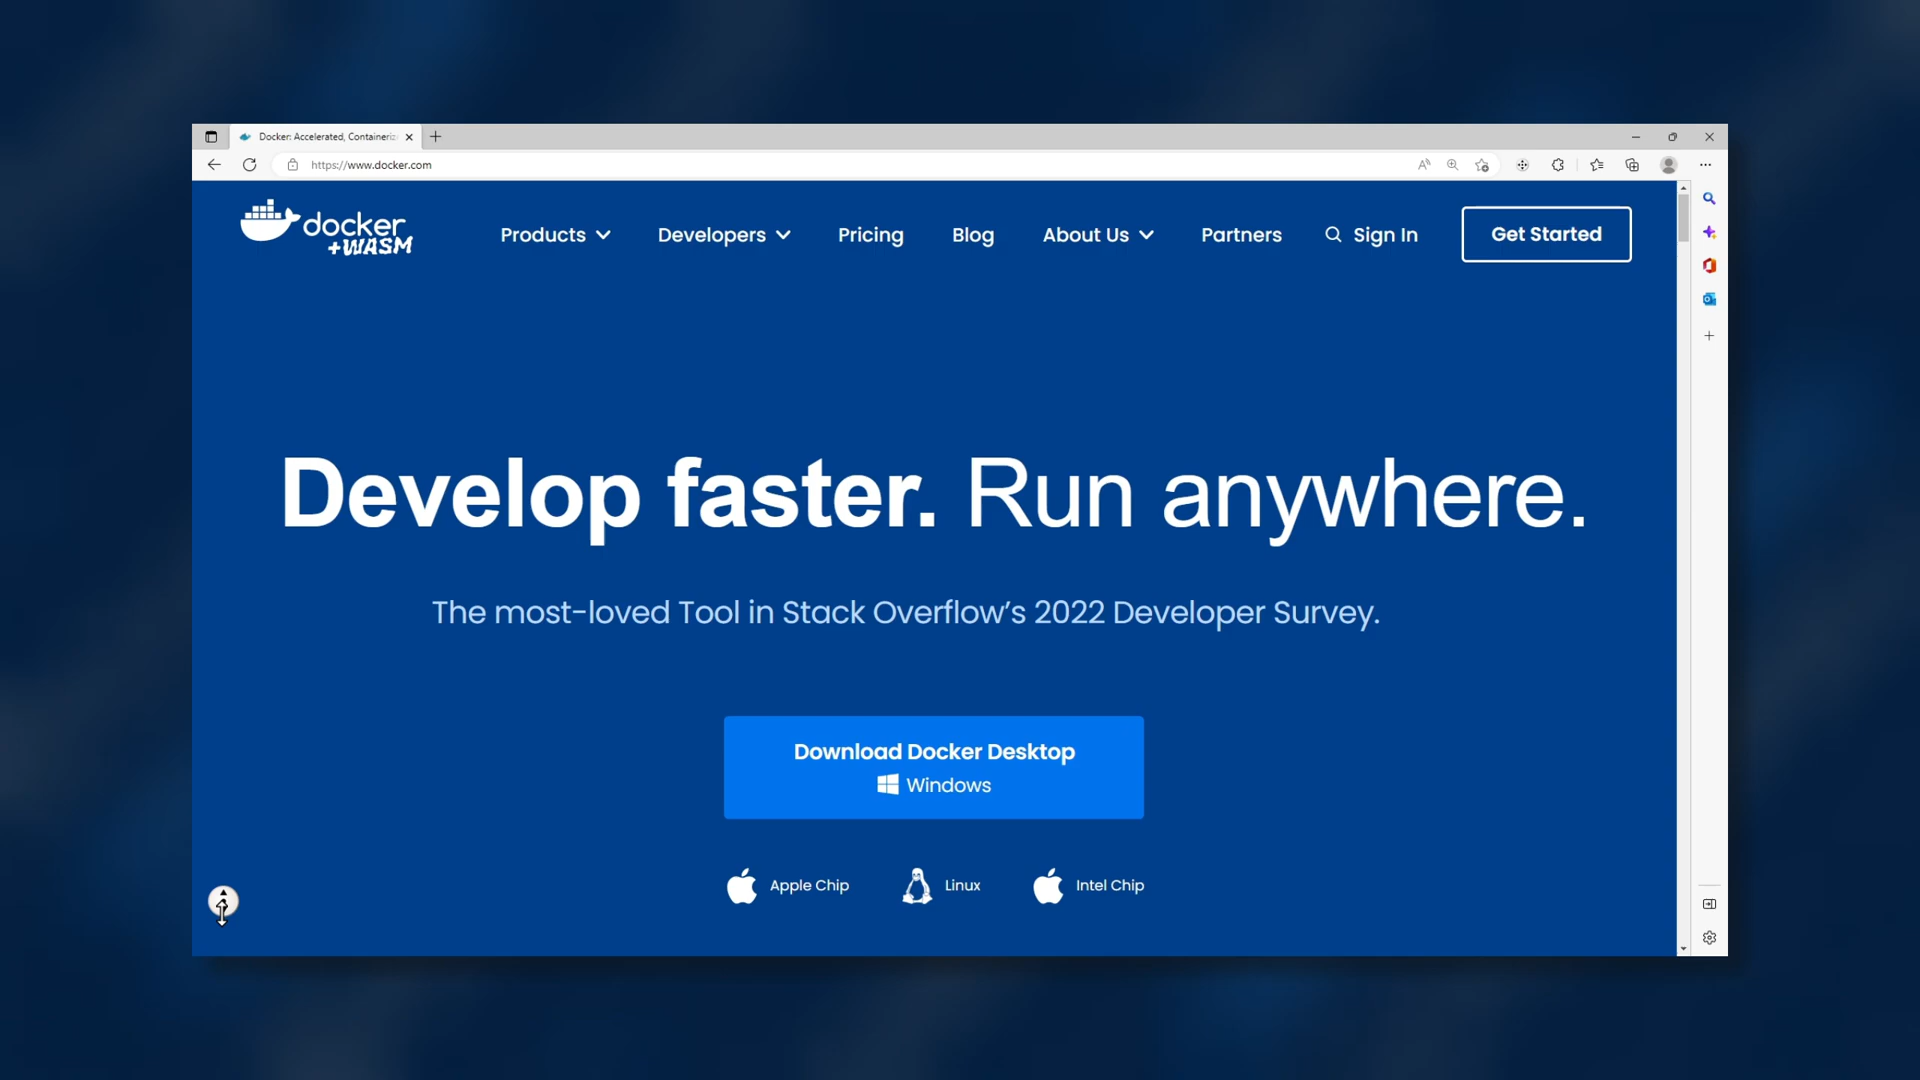 Docker: Accelerated, Containeriz
https://www.docker.com
docker
+WASM
Products
Developers
Pricing
Blog
About Us
Partners
Sign In
Get Started
Develop faster. Run anywhere.
The most-loved Tool in Stack Overflow’s 2022 Developer Survey.
Download Docker Desktop
Windows
Apple Chip
Linux
Intel Chip